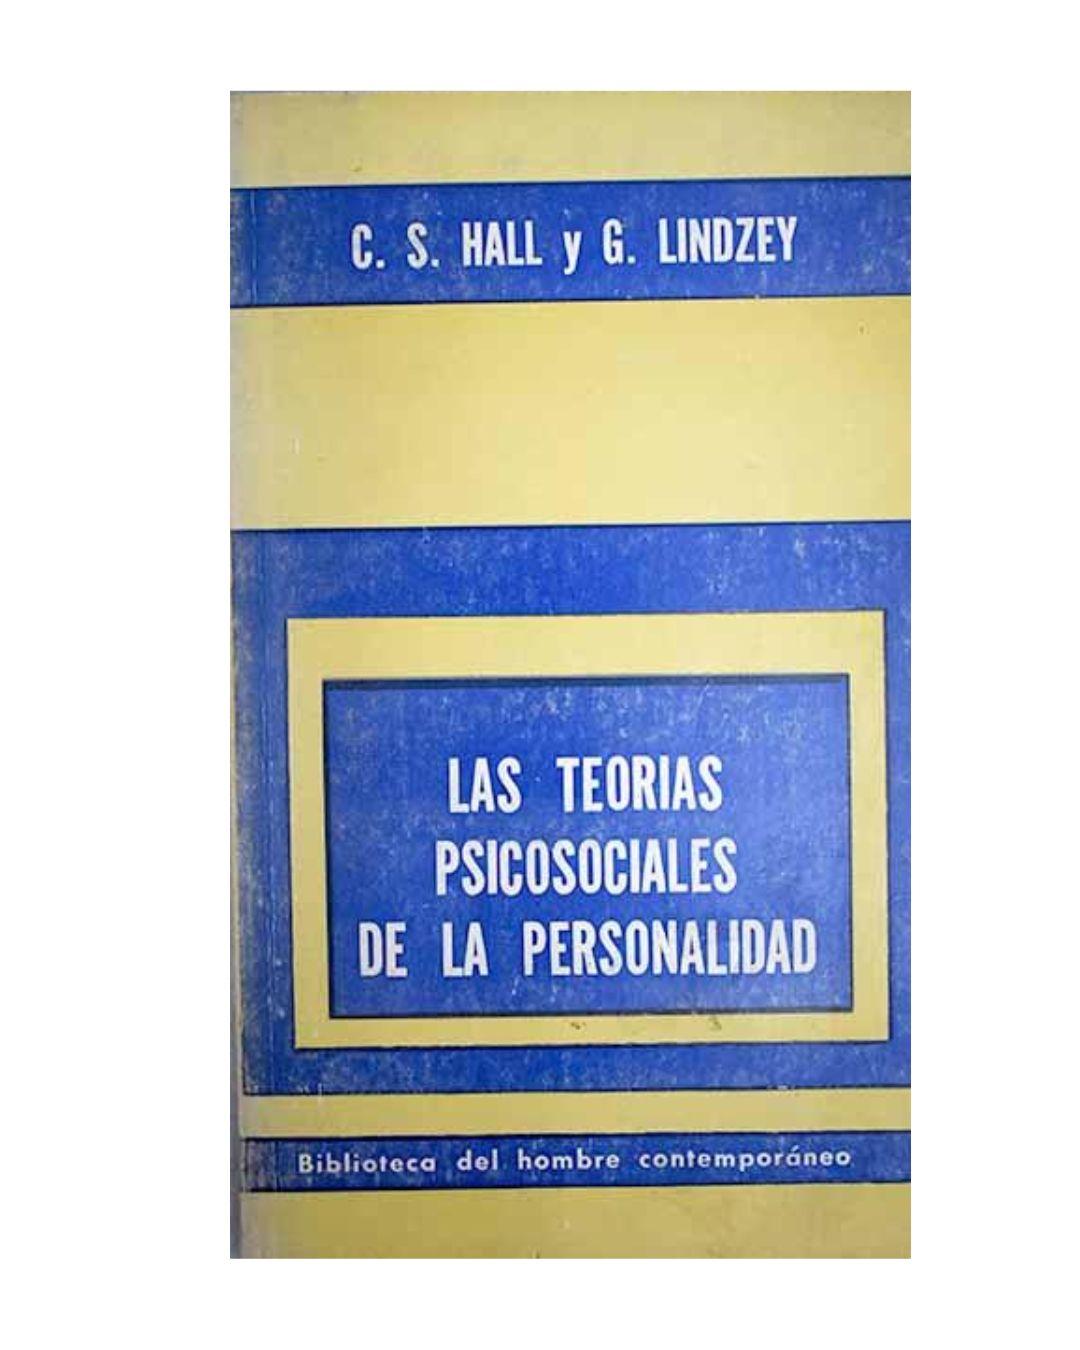 C. S. HALL y G. LINDZEY
LAS TEORIAS
PSICOSOCIALES
DE LA PERSONALIDAD
Biblioteca del hombre contemporáneo